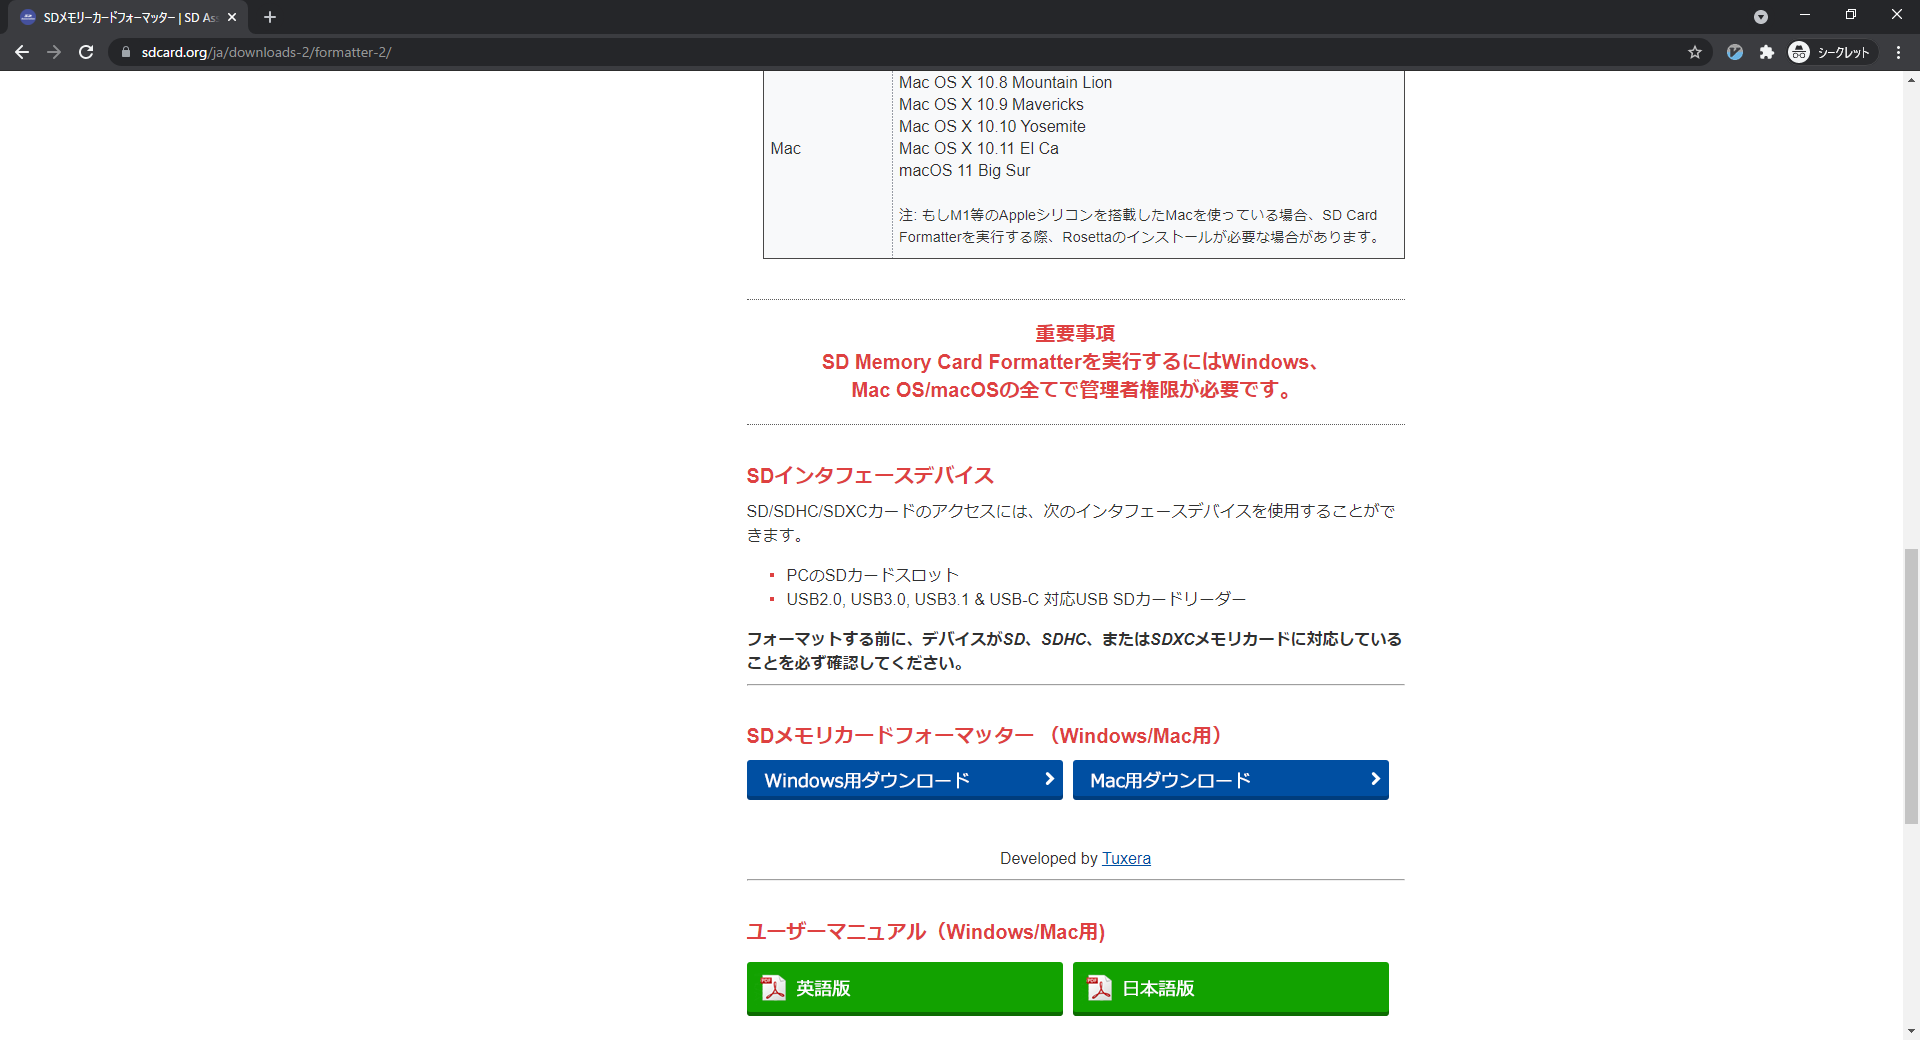 SDメモリーカードフォーマッター | SD As
sdcard.org/ja/downloads-2/formatter-2/
シークレット
Mac
Mac OS X 10.8 Mountain Lion
Mac OS X 10.9 Mavericks
Mac OS X 10.10 Yosemite
Mac OS X 10.11 El Ca
macOS 11 Big Sur
注: もしM1等のAppleシリコンを搭載したMacを使っている場合、SD Card
Formatterを実行する際、Rosettaのインストールが必要な場合があります。
重要事項
SD Memory Card Formatterを実行するにはWindows、
Mac OS/macOSの全てで管理者権限が必要です。
SDインタフェースデバイス
SD/SDHC/SDXCカードのアクセスには、次のインタフェースデバイスを使用することがで
きます。
PCのSDカードスロット
USB2.0, USB3.0, USB3.1 & USB-C 対応USB SDカードリーダー
フォーマットする前に、デバイスがSD、SDHC、またはSDXCメモリカードに対応している
ことを必ず確認してください。
SDメモリカードフォーマッター （Windows/Mac用）
Windows用ダウンロード
Mac用ダウンロード
Developed by Tuxera
ユーザーマニュアル（Windows/Mac用)
英語版
日本語版